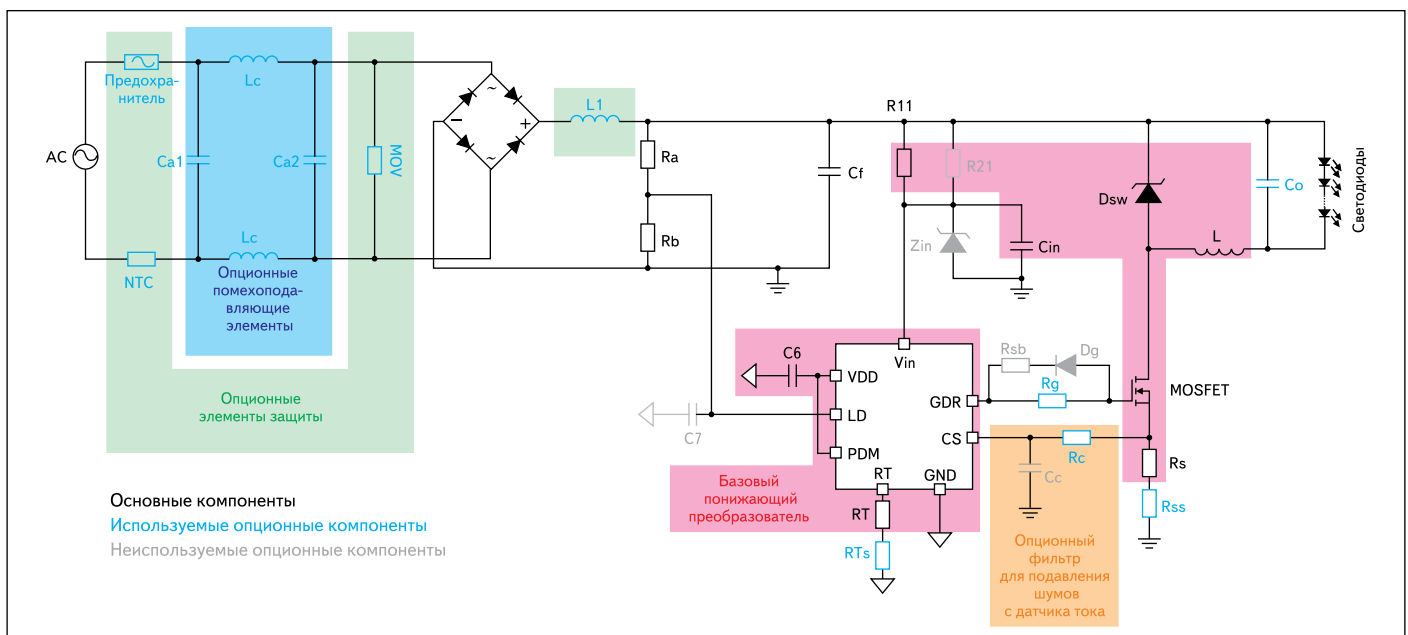 Предохра-
нитель
Lc
L1
R11
AC
Ca1
Ca2
MOV
Ra
Cf
R21
Dsw
Co
Светодиоды
Rb
Zin
Cin
L
Lc
NTC
Опционные
помехопода-
вляющие
элементы
Опционные
элементы защиты
~
~
−
+
C6
Vin
VDD
LD
PDM
GDR
CS
RT
GND
C7
Rsb
Dg
Rg
MOSFET
Rc
Cc
Rs
Rss
Базовый
понижающий
преобразователь
RT
RTs
Опционный
фильтр
для подавления
шумов
с датчика тока
Основные компоненты
Используемые опционные компоненты
Неиспользуемые опционные компоненты